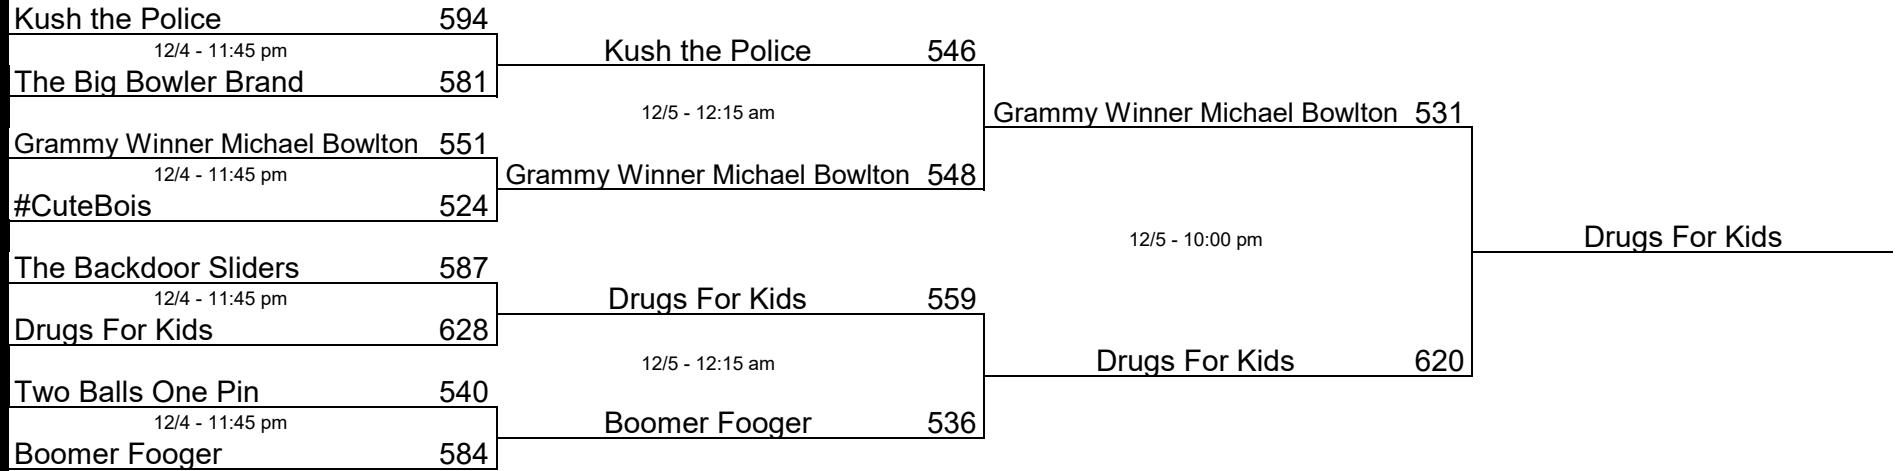 Kush the Police 594
12/4 - 11:45 pm
The Big Bowler Brand 581
Grammy Winner Michael Bowlton 551
12/4 - 11:45 pm
#CuteBois 524
The Backdoor Sliders 587
12/4 - 11:45 pm
Drugs For Kids 628
Two Balls One Pin 540
12/4 - 11:45 pm
Boomer Fooger 584
Kush the Police 546
12/5 - 12:15 am
Grammy Winner Michael Bowlton 548
Drugs For Kids 559
12/5 - 12:15 am
Boomer Fooger 536
Grammy Winner Michael Bowlton 531
12/5 - 10:00 pm
Drugs For Kids 620
Drugs For Kids